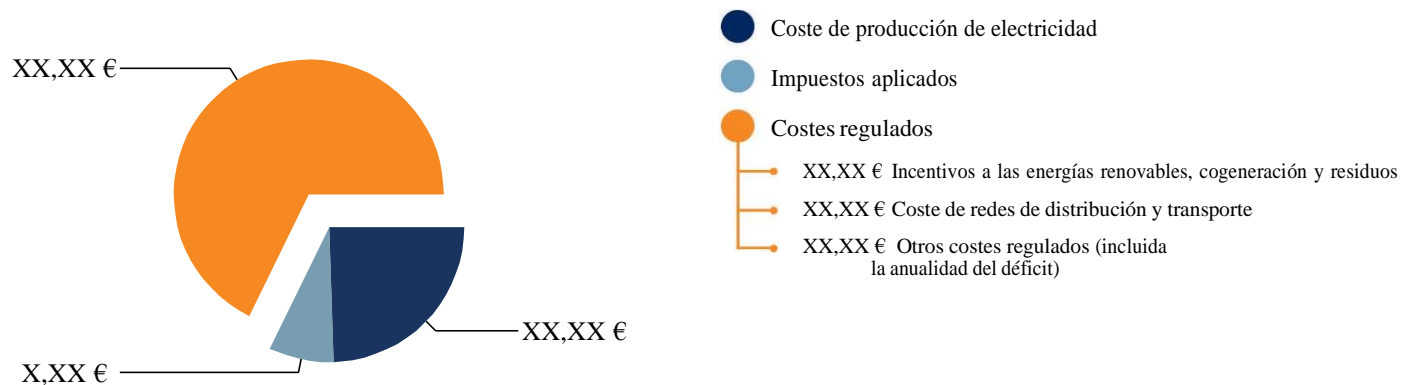 XX,XX €
X,XX €
XX,XX €
Coste de producción de electricidad
Impuestos aplicados
Costes regulados
XX,XX € Incentivos a las energías renovables, cogeneración y residuos
XX,XX € Coste de redes de distribución y transporte
XX,XX € Otros costes regulados (incluida
la anualidad del déficit)